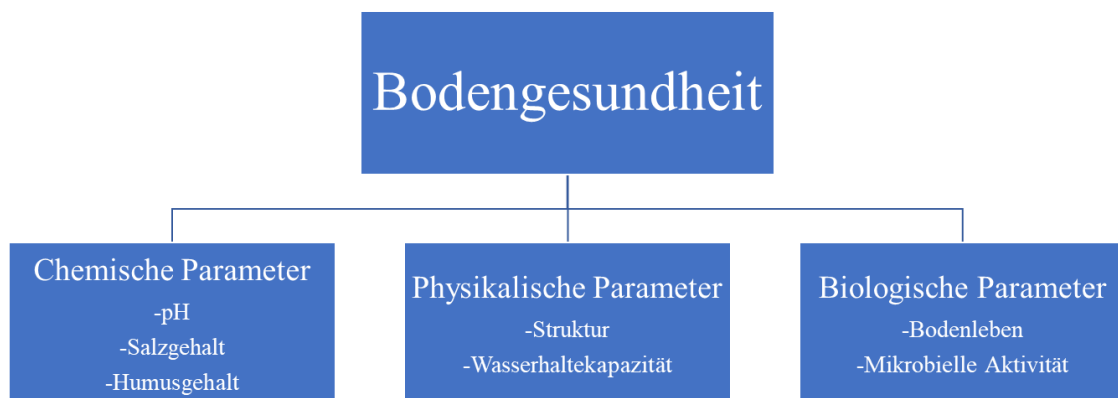 Bodengesundheit
Chemische Parameter
-pH
-Salzgehalt
-Humusgehalt
Physikalische Parameter
-Struktur
-Wasserhaltekapazität
Biologische Parameter
-Bodenleben
-Mikrobielle Aktivität